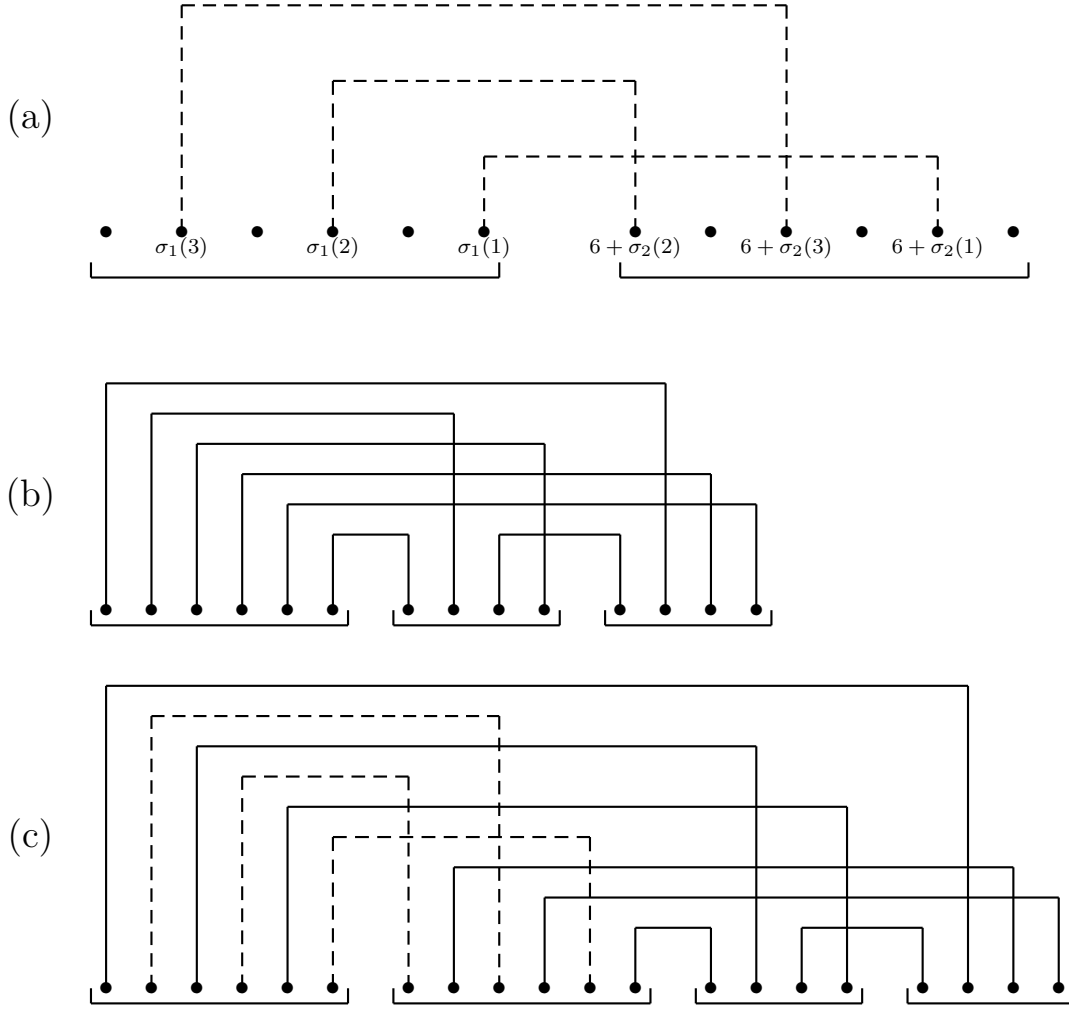 (a)
σ₁(3) σ₁(2) σ₁(1) 6 + σ₂(2) 6 + σ₂(3) 6 + σ₂(1)
(b)
(c)